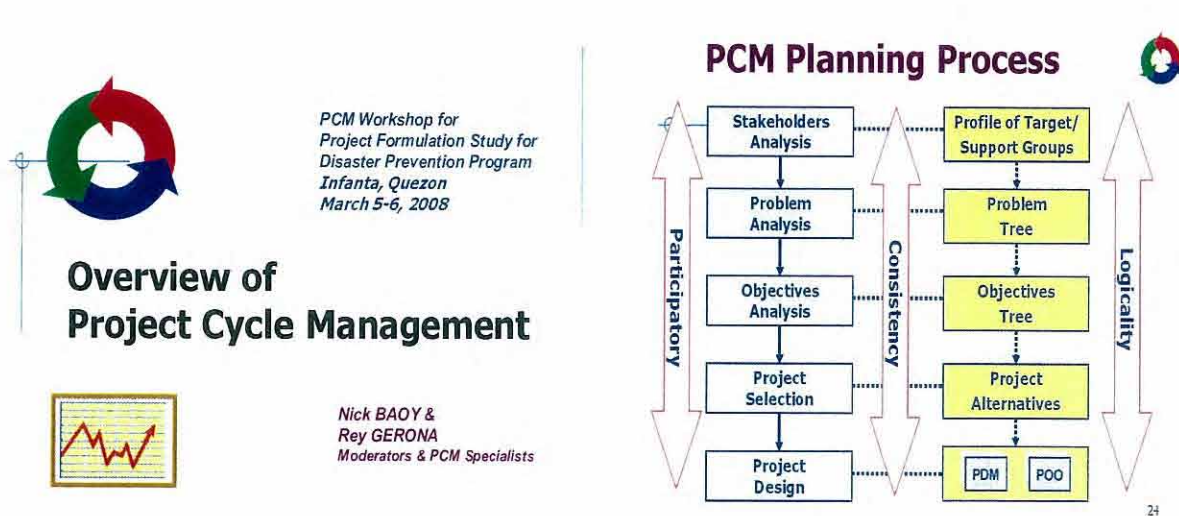 PCM Workshop for
Project Formulation Study for
Disaster Prevention Program
Infanta, Quezon
March 5-6, 2008
Overview of
Project Cycle Management
Nick BAOY &
Rey GERONA
Moderators & PCM Specialists
PCM Planning Process
Participatory
Stakeholders
Analysis
Problem
Analysis
Objectives
Analysis
Project
Selection
Project
Design
Consistency
Profile of Target/
Support Groups
Problem
Tree
Objectives
Tree
Project
Alternatives
PDM
POO
Logicality
24